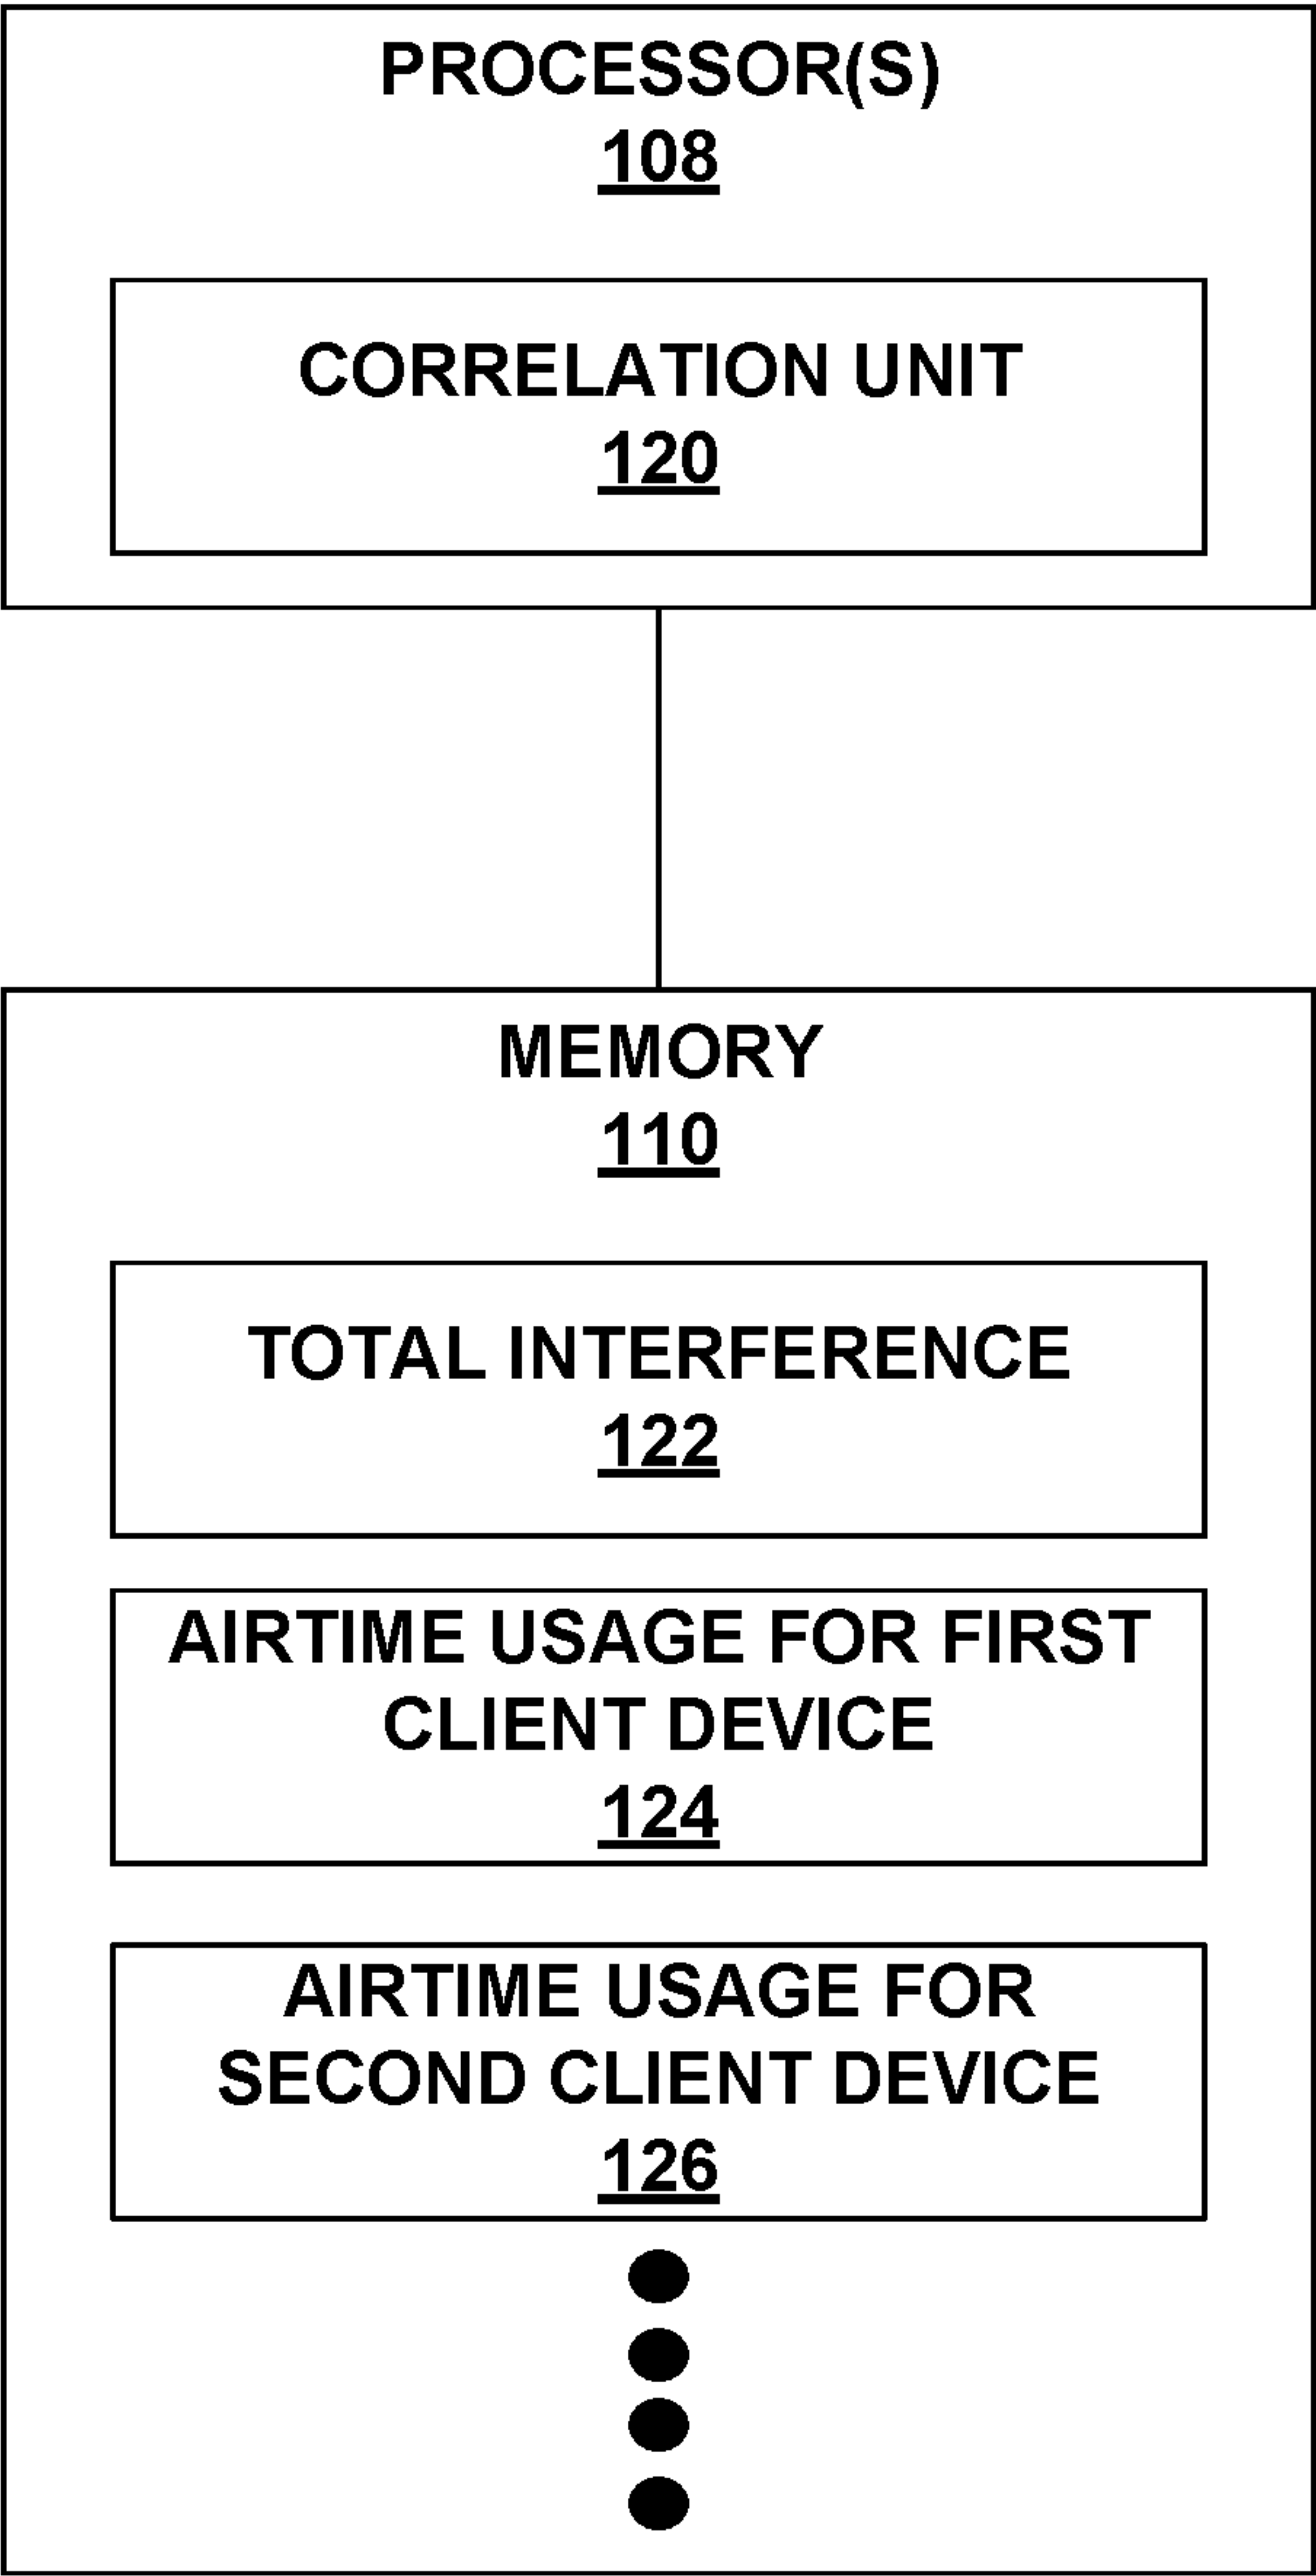 PROCESSOR(S)
108
CORRELATION UNIT
120
MEMORY
110
TOTAL INTERFERENCE
122
AIRTIME USAGE FOR FIRST
CLIENT DEVICE
124
AIRTIME USAGE FOR
SECOND CLIENT DEVICE
126